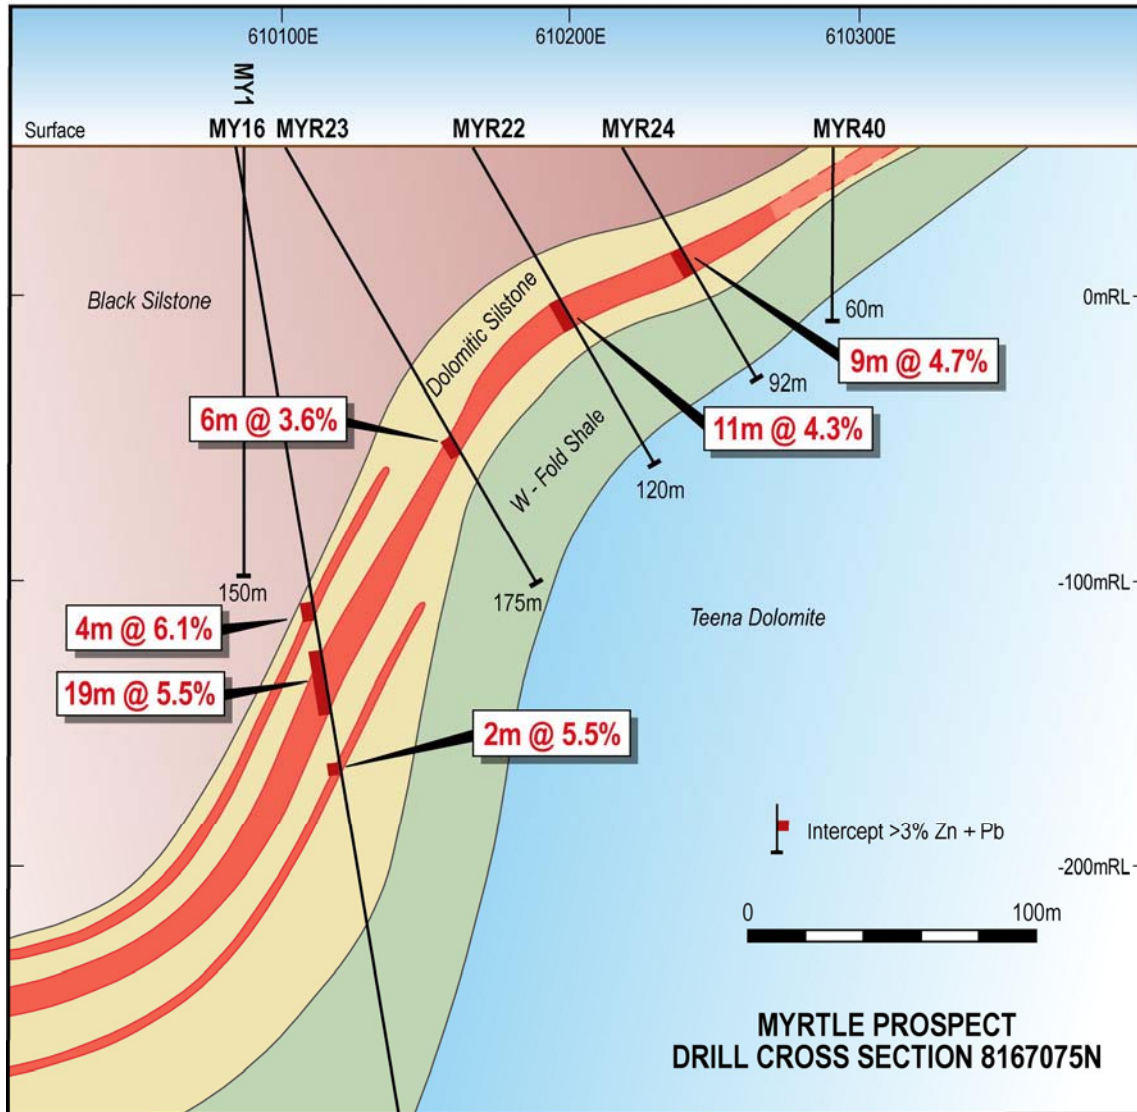 610100E
610200E
610300E
MY1
Surface
MY16
MYR23
MYR22
MYR24
MYR40
Black Silstone
Dolomitic Silstone
0mRL
60m
9m @ 4.7%
92m
6m @ 3.6%
11m @ 4.3%
W - Fold Shale
120m
-100mRL
150m
175m
Teena Dolomite
4m @ 6.1%
19m @ 5.5%
2m @ 5.5%
Intercept >3% Zn + Pb
-200mRL
0
100m
MYRTLE PROSPECT
DRILL CROSS SECTION 8167075N